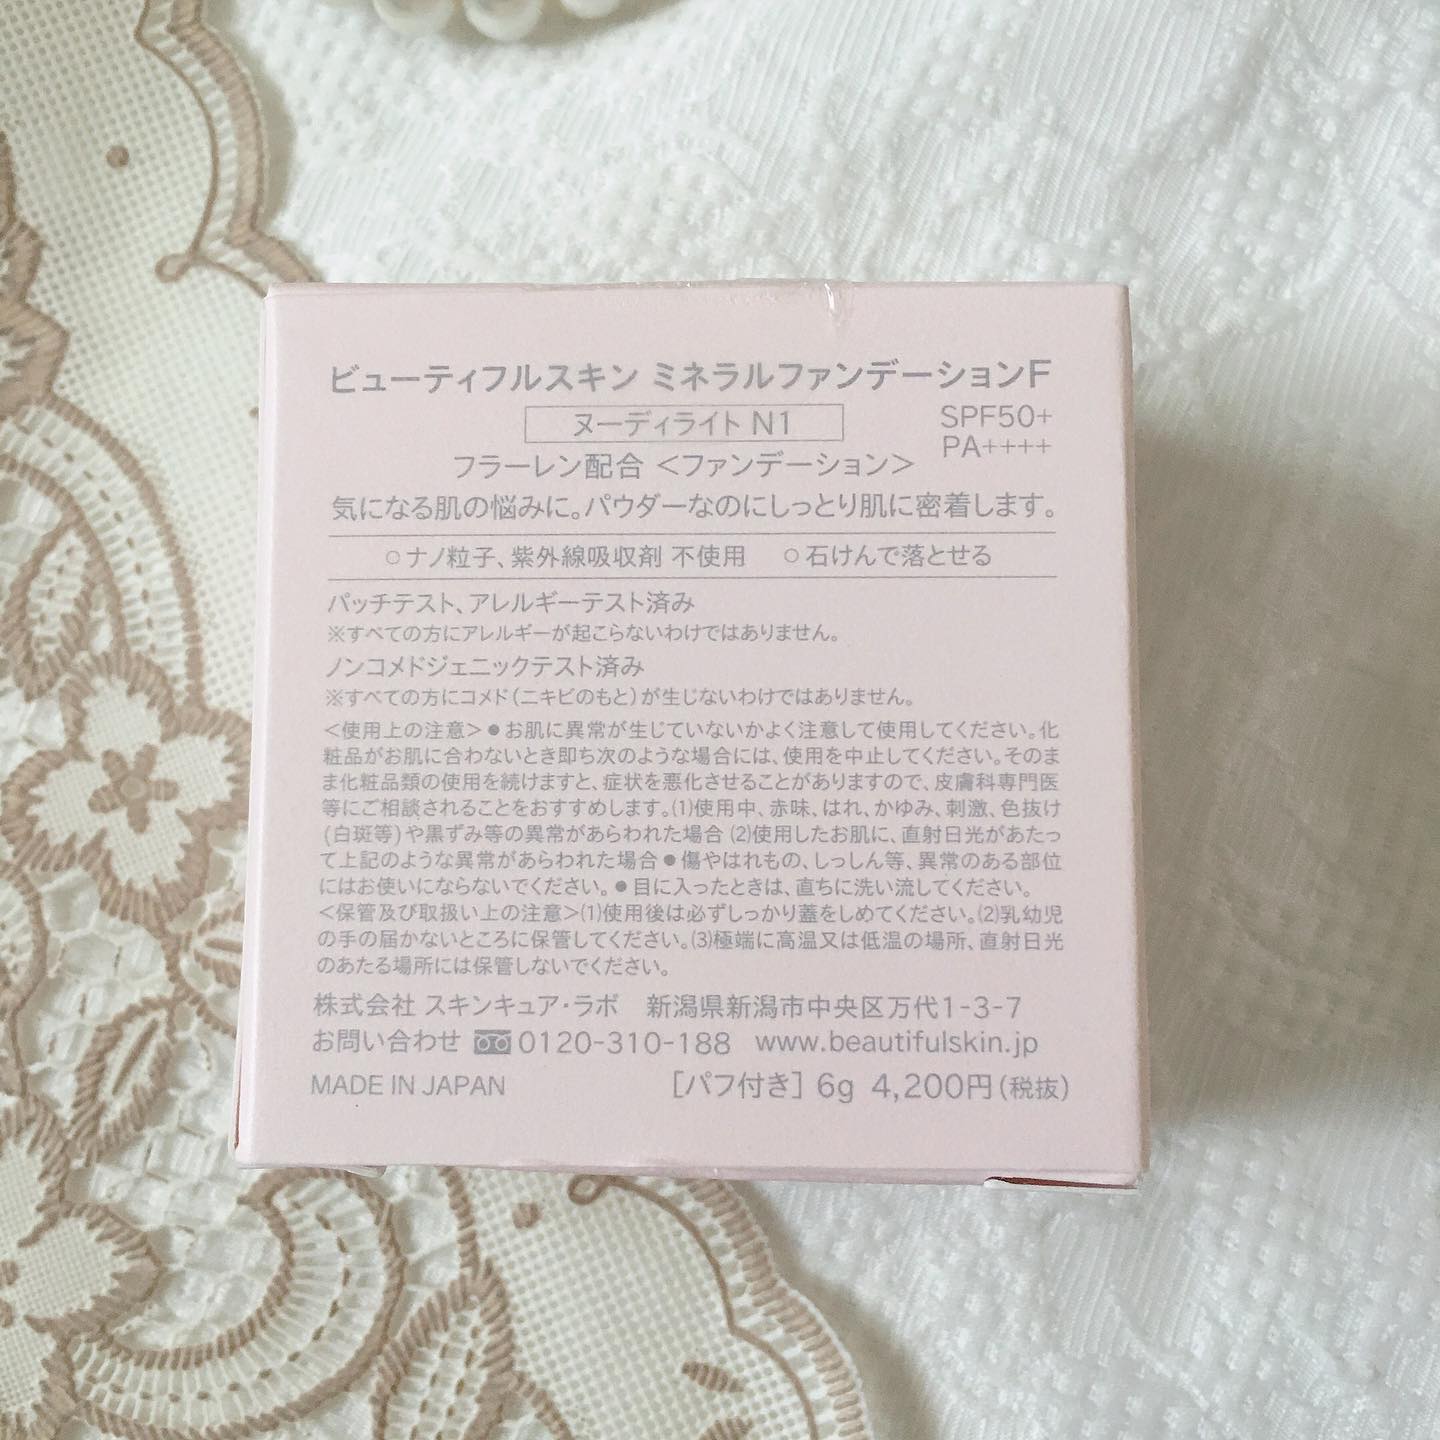 ビューティフルスキン ミネラルファンデーションF
ヌーディライト N1
SPF50+
PA++++
フラーレン配合 <ファンデーション>
気になる肌の悩みに。パウダーなのにしっとり肌に密着します。
○ナノ粒子、紫外線吸収剤 不使用 ○石けんで落とせる
パッチテスト、アレルギーテスト済み
※すべての方にアレルギーが起こらないわけではありません。
ノンコメドジェニックテスト済み
※すべての方にコメド(ニキビのもと)が生じないわけではありません。
<使用上の注意>●お肌に異常が生じていないかよく注意して使用してください。化
粧品がお肌に合わないとき即ち次のような場合には、使用を中止してください。そのま
ま化粧品類の使用を続けますと、症状を悪化させることがありますので、皮膚科専門医
等にご相談されることをおすすめします。(1)使用中、赤味、はれ、かゆみ、刺激、色抜け
(白斑等)や黒ずみ等の異常があらわれた場合(2)使用したお肌に、直射日光があたっ
て上記のような異常があらわれた場合●傷やはれもの、しっしん等、異常のある部位
にはお使いにならないでください。●目に入ったときは、直ちに洗い流してください。
<保管及び取扱い上の注意>(1)使用後は必ずしっかり蓋をしめてください。(2)乳幼児
の手の届かないところに保管してください。(3)極端に高温又は低温の場所、直射日光
のあたる場所には保管しないでください。
株式会社 スキンキュア・ラボ 新潟県新潟市中央区万代1-3-7
お問い合わせ 0120-310-188 www.beautifulskin.jp
MADE IN JAPAN [パフ付き] 6g 4,200円(税抜)